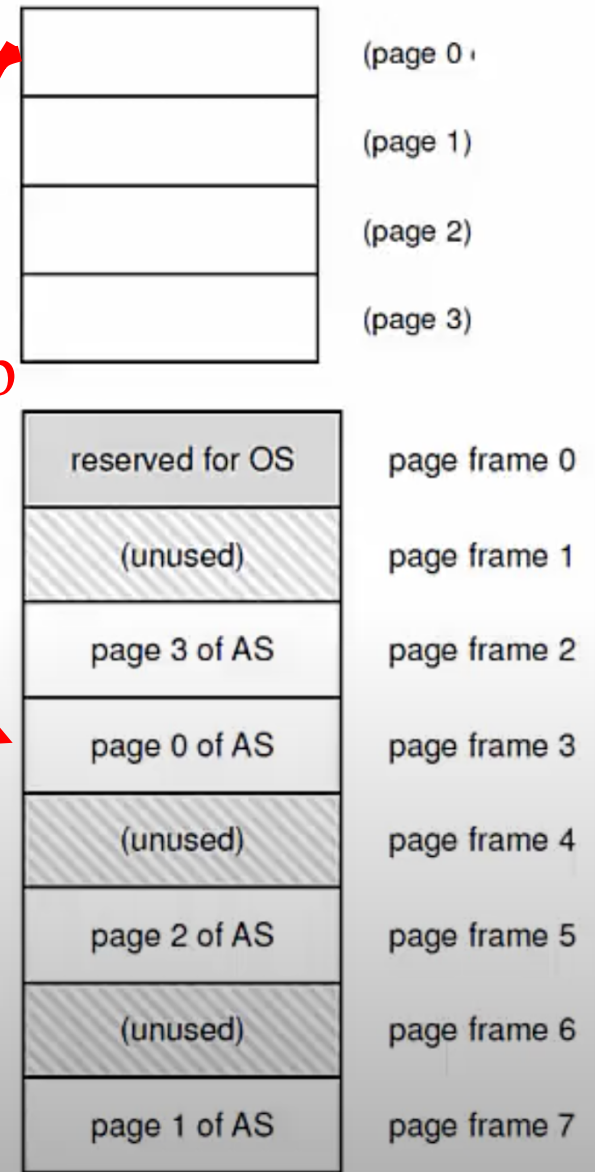 (page 0
(page 1)
(page 2)
(page 3)
reserved for OS page frame 0
(unused) page frame 1
page 3 of AS page frame 2
page 0 of AS page frame 3
(unused) page frame 4
page 2 of AS page frame 5
(unused) page frame 6
page 1 of AS page frame 7